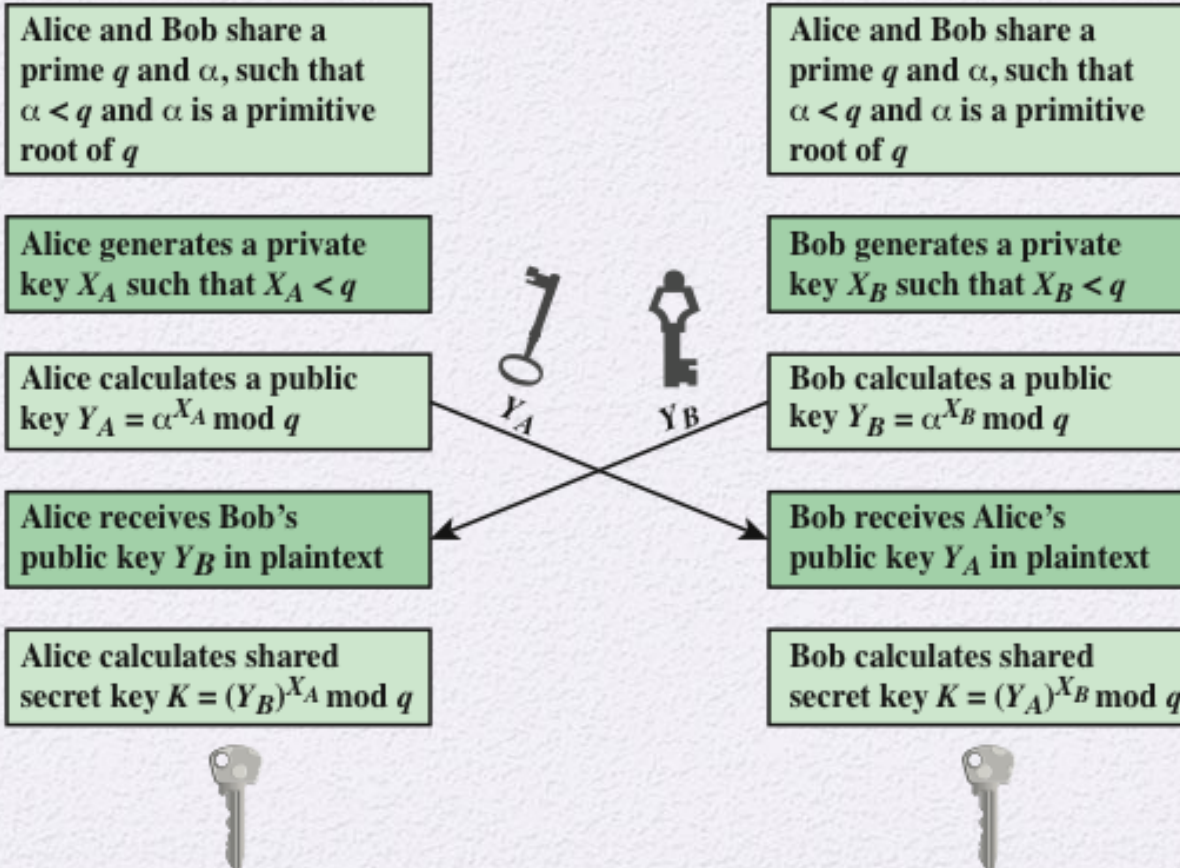 Alice and Bob share a
prime q and α, such that
α < q and α is a primitive
root of q
Alice and Bob share a
prime q and α, such that
α < q and α is a primitive
root of q
Alice generates a private
key X_A such that X_A < q
Bob generates a private
key X_B such that X_B < q
Alice calculates a public
key Y_A = α^X_A mod q
Y_A
Y_B
Bob calculates a public
key Y_B = α^X_B mod q
Alice receives Bob’s
public key Y_B in plaintext
Bob receives Alice’s
public key Y_A in plaintext
Alice calculates shared
secret key K = (Y_B)^X_A mod q
Bob calculates shared
secret key K = (Y_A)^X_B mod q